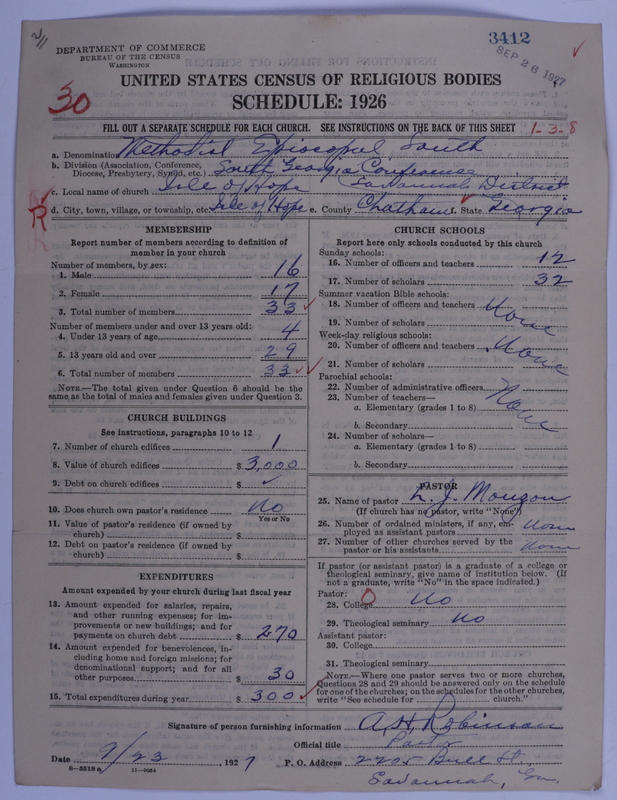 3412
SEP 28 1927
DEPARTMENT OF COMMERCE
BUREAU OF THE CENSUS
WASHINGTON
UNITED STATES CENSUS OF RELIGIOUS BODIES
30
SCHEDULE: 1926
FILL OUT A SEPARATE SCHEDULE FOR EACH CHURCH. SEE INSTRUCTIONS ON THE BACK OF THIS SHEET 1-3-8
a. Denomination Methodist Episcopal South
b. Division (Association, Conference, Diocese, Presbytery, Synod, etc.) South Georgia Conference
c. Local name of church Isle of Hope Savannah District
R
d. City, town, village, or township, etc. Isle of Hope e. County Chatham f. State Georgia
MEMBERSHIP
Report number of members according to definition of
member in your church
Number of members, by sex:
1. Male 16
2. Female 17
3. Total number of members 33
Number of members under and over 13 years old:
4. Under 13 years of age 4
5. 13 years old and over 29
6. Total number of members 33
NOTE.—The total given under Question 6 should be
same as the total of males and females given under Question 3.
CHURCH BUILDINGS
See instructions, paragraphs 10 to 12
7. Number of church edifices 1
8. Value of church edifices $ 3,000
9. Debt on church edifices $
10. Does church own pastor's residence No
Yes or No
11. Value of pastor's residence (if owned by
church) $
12. Debt on pastor's residence (if owned by
church) $
EXPENDITURES
Amount expended by your church during last fiscal year
13. Amount expended for salaries, repairs,
and other running expenses; for im-
provements or new buildings; and for
payments on church debt $ 270
14. Amount expended for benevolences, in-
cluding home and foreign missions; for
denominational support; and for all
other purposes $ 30
15. Total expenditures during year $ 300
CHURCH SCHOOLS
Report here only schools conducted by this church
Sunday schools:
16. Number of officers and teachers 12
17. Number of scholars 32
Summer vacation Bible schools:
18. Number of officers and teachers None
19. Number of scholars
Week-day religious schools:
20. Number of officers and teachers None
21. Number of scholars
Parochial schools:
22. Number of administrative officers None
23. Number of teachers—
a. Elementary (grades 1 to 8)
b. Secondary
24. Number of scholars—
a. Elementary (grades 1 to 8)
b. Secondary
PASTOR
25. Name of pastor L. J. Mouzon
(If church has no pastor, write "None")
26. Number of ordained ministers, if any, em-
ployed as assistant pastors None
27. Number of other churches served by the
pastor or his assistants None
If pastor (or assistant pastor) is a graduate of a college or
theological seminary, give name of institution below. (If
not a graduate, write "No" in the space indicated.)
Pastor:
28. College 0 No
29. Theological seminary No
Assistant pastor:
30. College
31. Theological seminary
NOTE.—Where one pastor serves two or more churches,
Questions 28 and 29 should be answered only on the schedule
for one of the churches; on the schedules for the other churches,
write "See schedule for church."
Signature of person furnishing information A. H. Robinson
Official title Pastor
Date 9/23, 1927 P. O. Address 2205 Bull St.,
8-5518a 11-9054 Savannah, Ga.